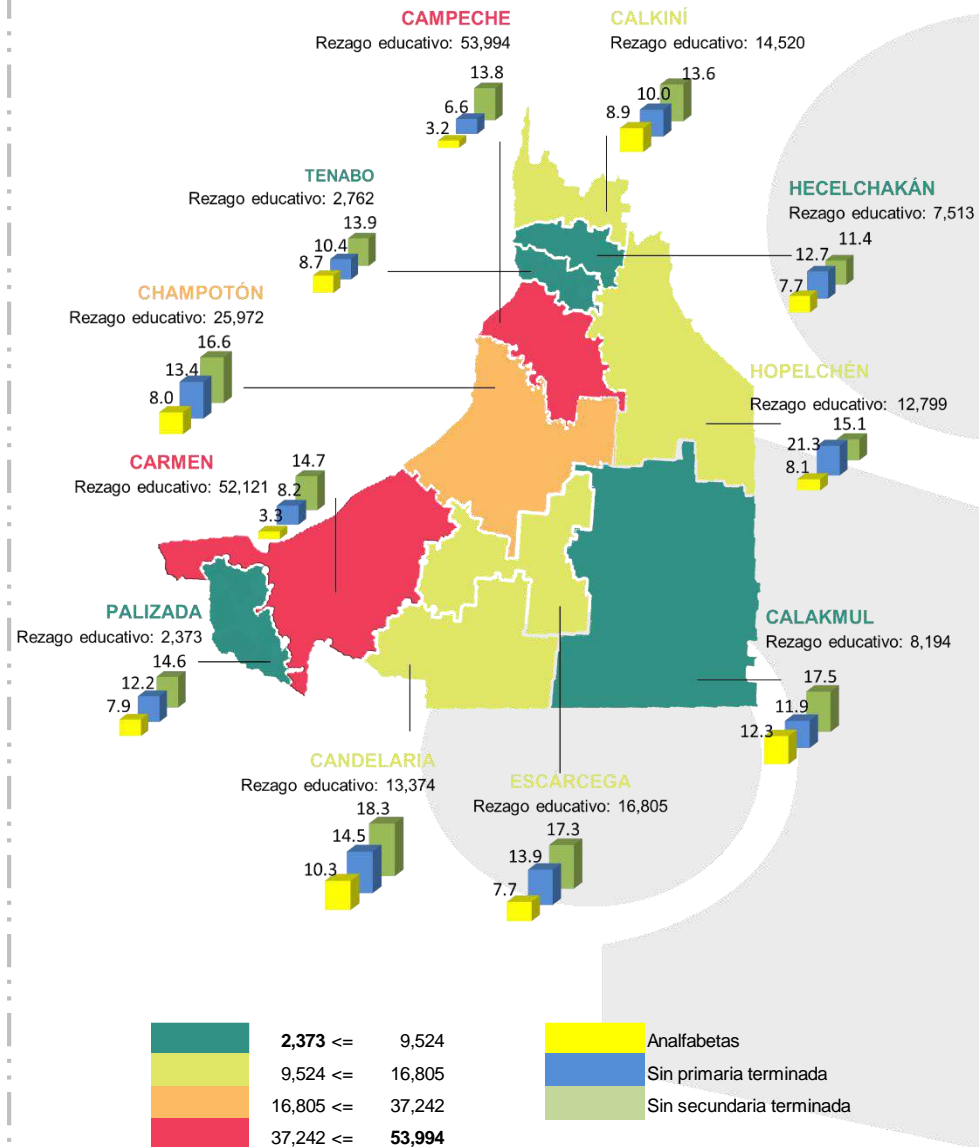 CAMPECHE
Rezago educativo: 53,994
13.8
6.6
3.2
CALKINÍ
Rezago educativo: 14,520
13.6
10.0
8.9
TENABO
Rezago educativo: 2,762
13.9
10.4
8.7
HECELCHAKÁN
Rezago educativo: 7,513
11.4
12.7
7.7
CHAMPOTÓN
Rezago educativo: 25,972
16.6
13.4
8.0
HOPELCHÉN
Rezago educativo: 12,799
15.1
21.3
8.1
CARMEN
Rezago educativo: 52,121
14.7
8.2
3.3
PALIZADA
Rezago educativo: 2,373
14.6
12.2
7.9
CALAKMUL
Rezago educativo: 8,194
17.5
11.9
12.3
CANDELARIA
Rezago educativo: 13,374
18.3
14.5
10.3
ESCÁRCEGA
Rezago educativo: 16,805
17.3
13.9
7.7
2,373 <= 9,524
9,524 <= 16,805
16,805 <= 37,242
37,242 <= 53,994
Analfabetas
Sin primaria terminada
Sin secundaria terminada